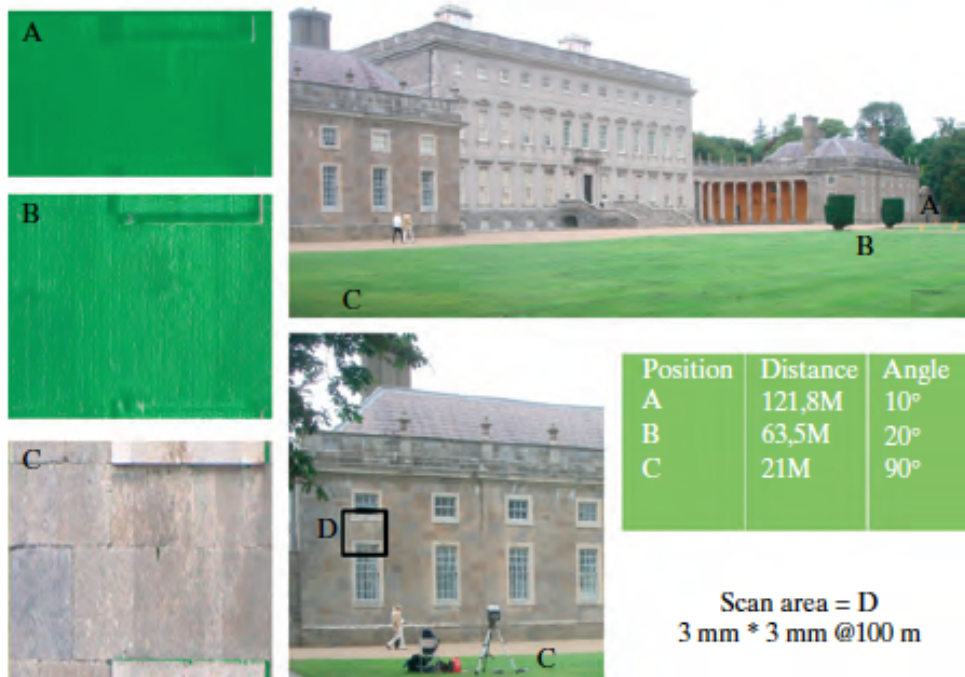 A
B
C
A
B
C
D
C
Position Distance Angle
A 121,8M 10°
B 63,5M 20°
C 21M 90°
Scan area = D
3 mm * 3 mm @100 m